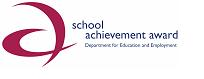 school
achievement award
Department for Education and Employment